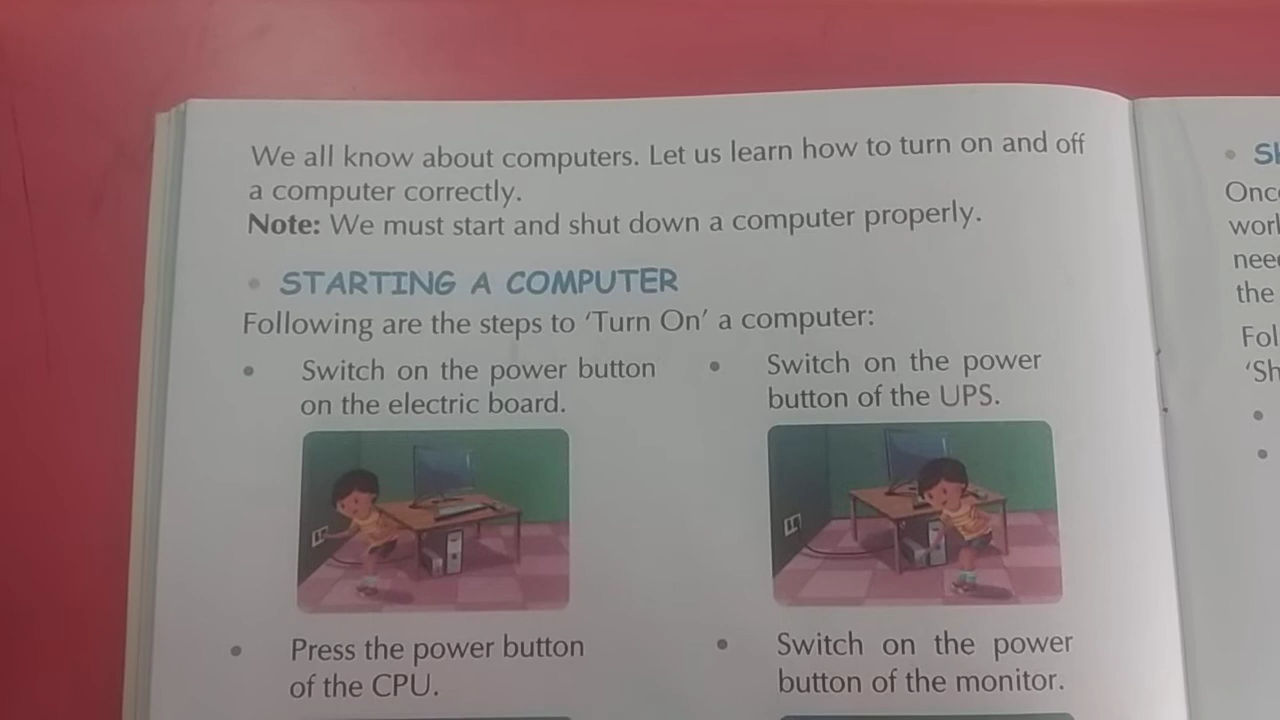 We all know about computers. Let us learn how to turn on and off
a computer correctly.
Note: We must start and shut down a computer properly.
• STARTING A COMPUTER
Following are the steps to ‘Turn On’ a computer:
• Switch on the power button
on the electric board.
• Switch on the power
button of the UPS.
• Press the power button
of the CPU.
• Switch on the power
button of the monitor.
the